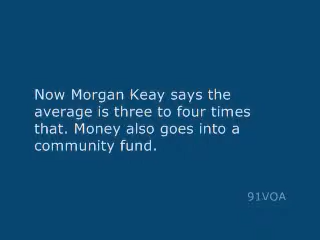 Now Morgan Keay says the
average is three to four times
that. Money also goes into a
community fund.
91VOA